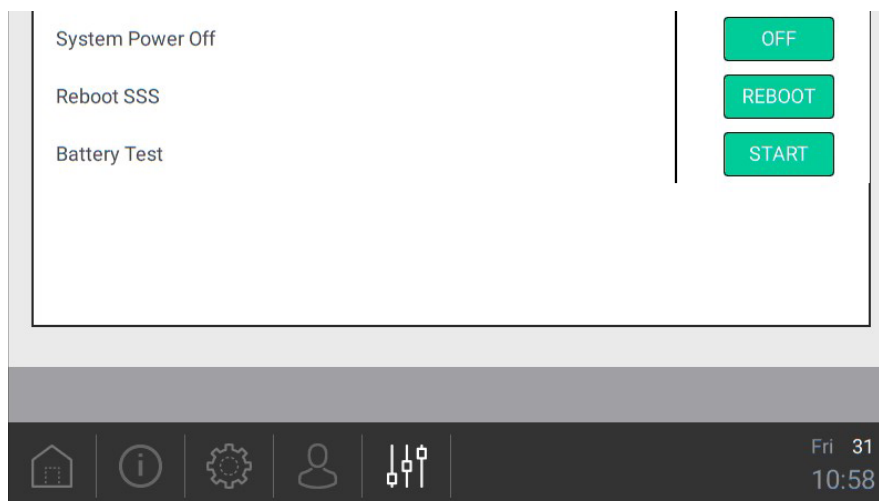 System Power Off OFF
Reboot SSS REBOOT
Battery Test START
Fri 31
10:58